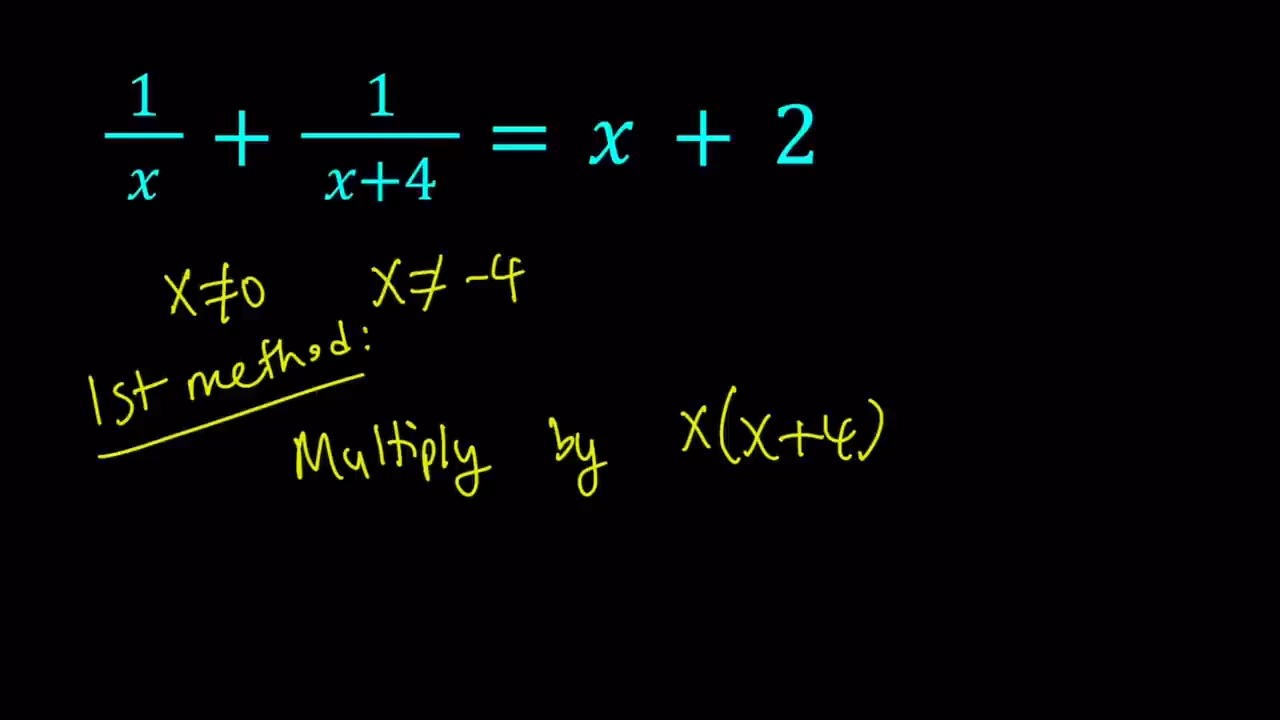 1/x + 1/(x+4) = x + 2
x≠0 x≠-4
1st method:
Multiply by x(x+4)